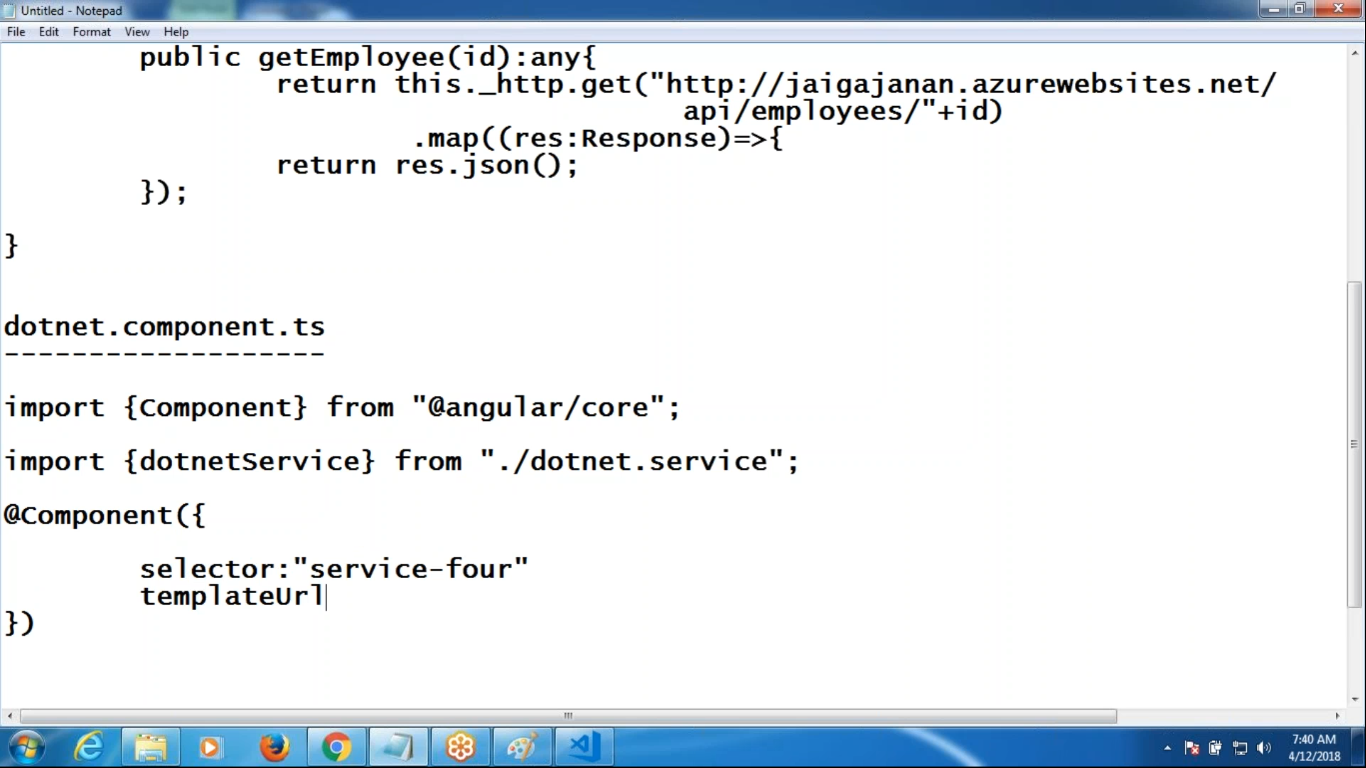 Untitled - Notepad
File Edit Format View Help
public getEmployee(id):any{
return this._http.get("http://jaigajanan.azurewebsites.net/
api/employees/"+id)
.map((res:Response)=>{
return res.json();
});
}
dotnet.component.ts
-------------------
import {Component} from "@angular/core";
import {dotnetService} from "./dotnet.service";
@Component({
selector:"service-four"
templateUrl
})
7:40 AM
4/12/2018